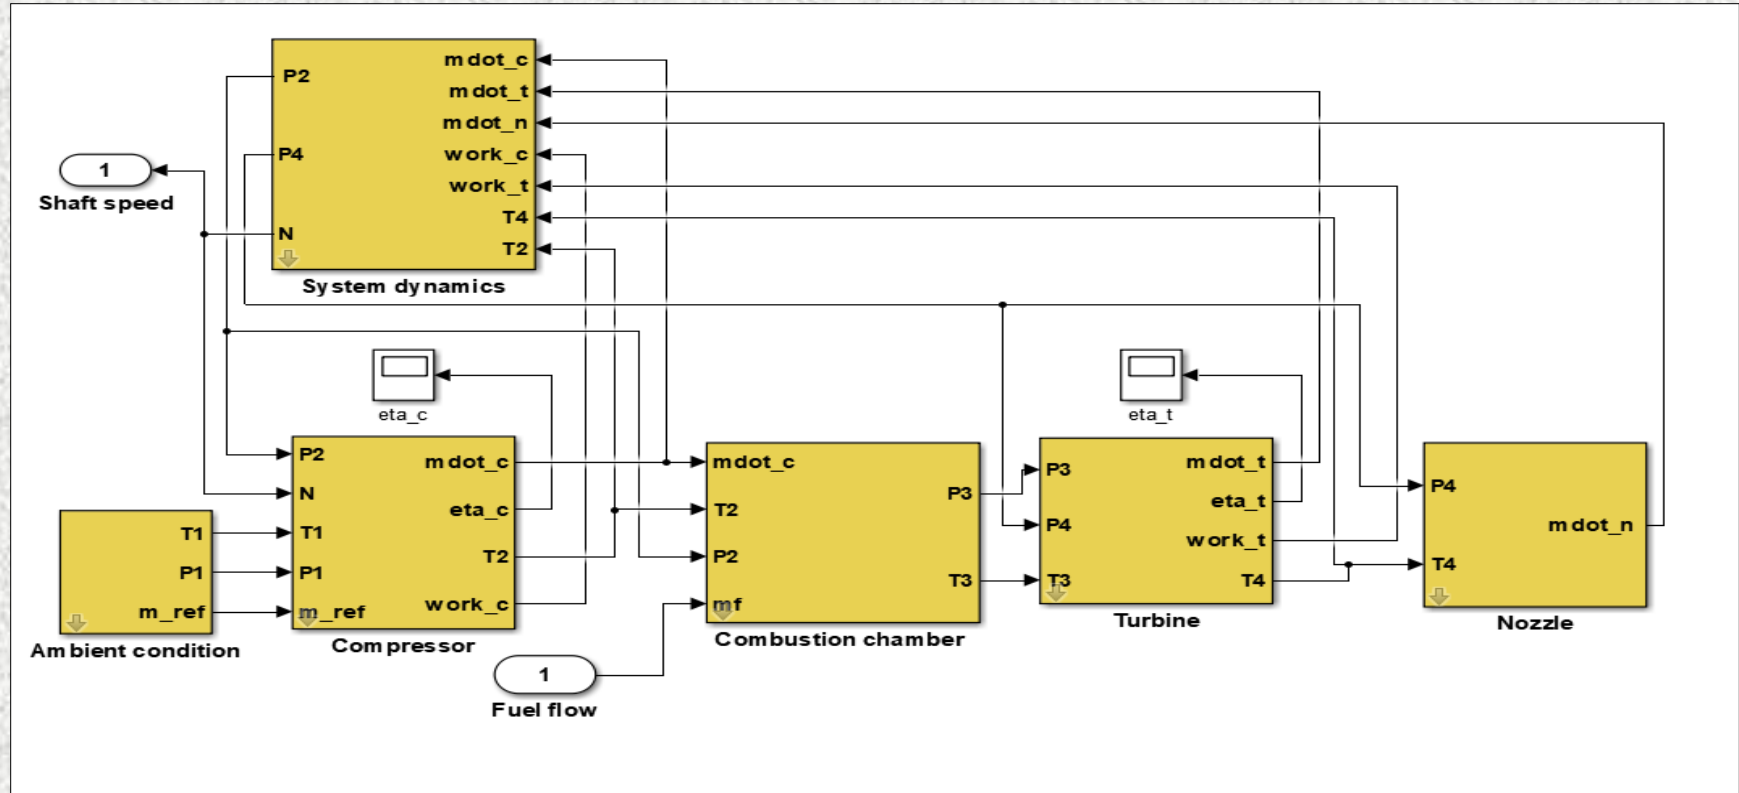 P2
P4
N
mdot_c
mdot_t
mdot_n
work_c
work_t
T4
T2
System dynamics
1
Shaft speed
eta_c
eta_t
T1
P1
m_ref
Ambient condition
P2
N
T1
P1
m_ref
mdot_c
eta_c
T2
work_c
Compressor
1
Fuel flow
mdot_c
T2
P2
mf
P3
T3
Combustion chamber
P3
P4
T3
mdot_t
eta_t
work_t
T4
Turbine
P4
T4
mdot_n
Nozzle